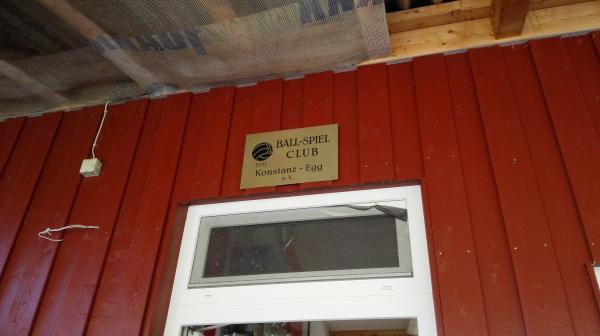 BALL-SPIEL
CLUB
Konstanz - Egg
e.V.